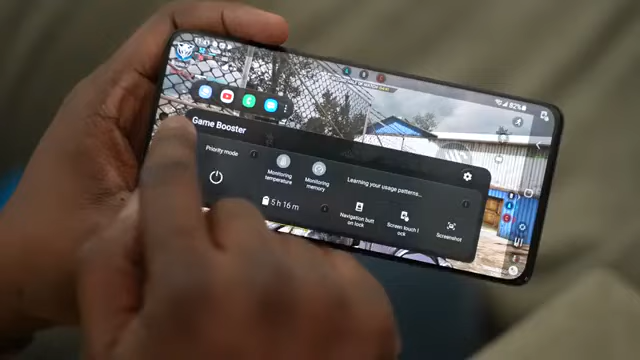 82%
Game Booster
Priority mode
Monitoring
temperature
Monitoring
memory
Learning your usage patterns...
5 h 16 m
Navigation butt
on lock
Screen touch l
ock
Screenshot